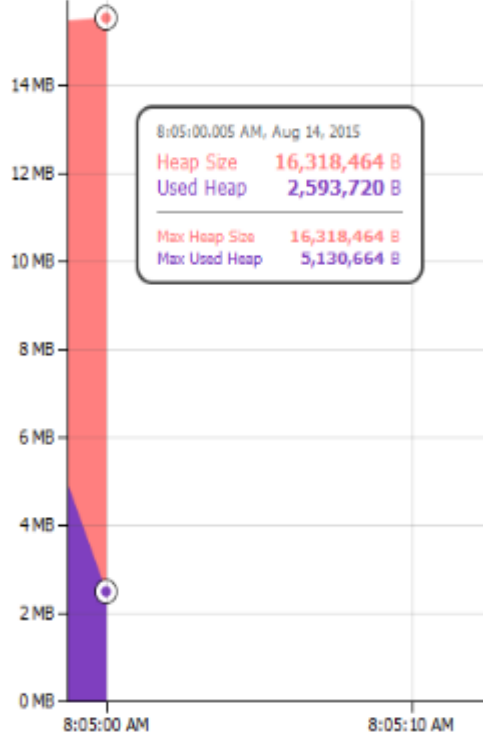 14 MB
8:05:00.005 AM, Aug 14, 2015
Heap Size 16,318,464 B
12 MB
Used Heap 2,593,720 B
Max Heap Size 16,318,464 B
Max Used Heap 5,130,664 B
10 MB
8 MB
6 MB
4 MB
2 MB
0 MB
8:05:00 AM 8:05:10 AM